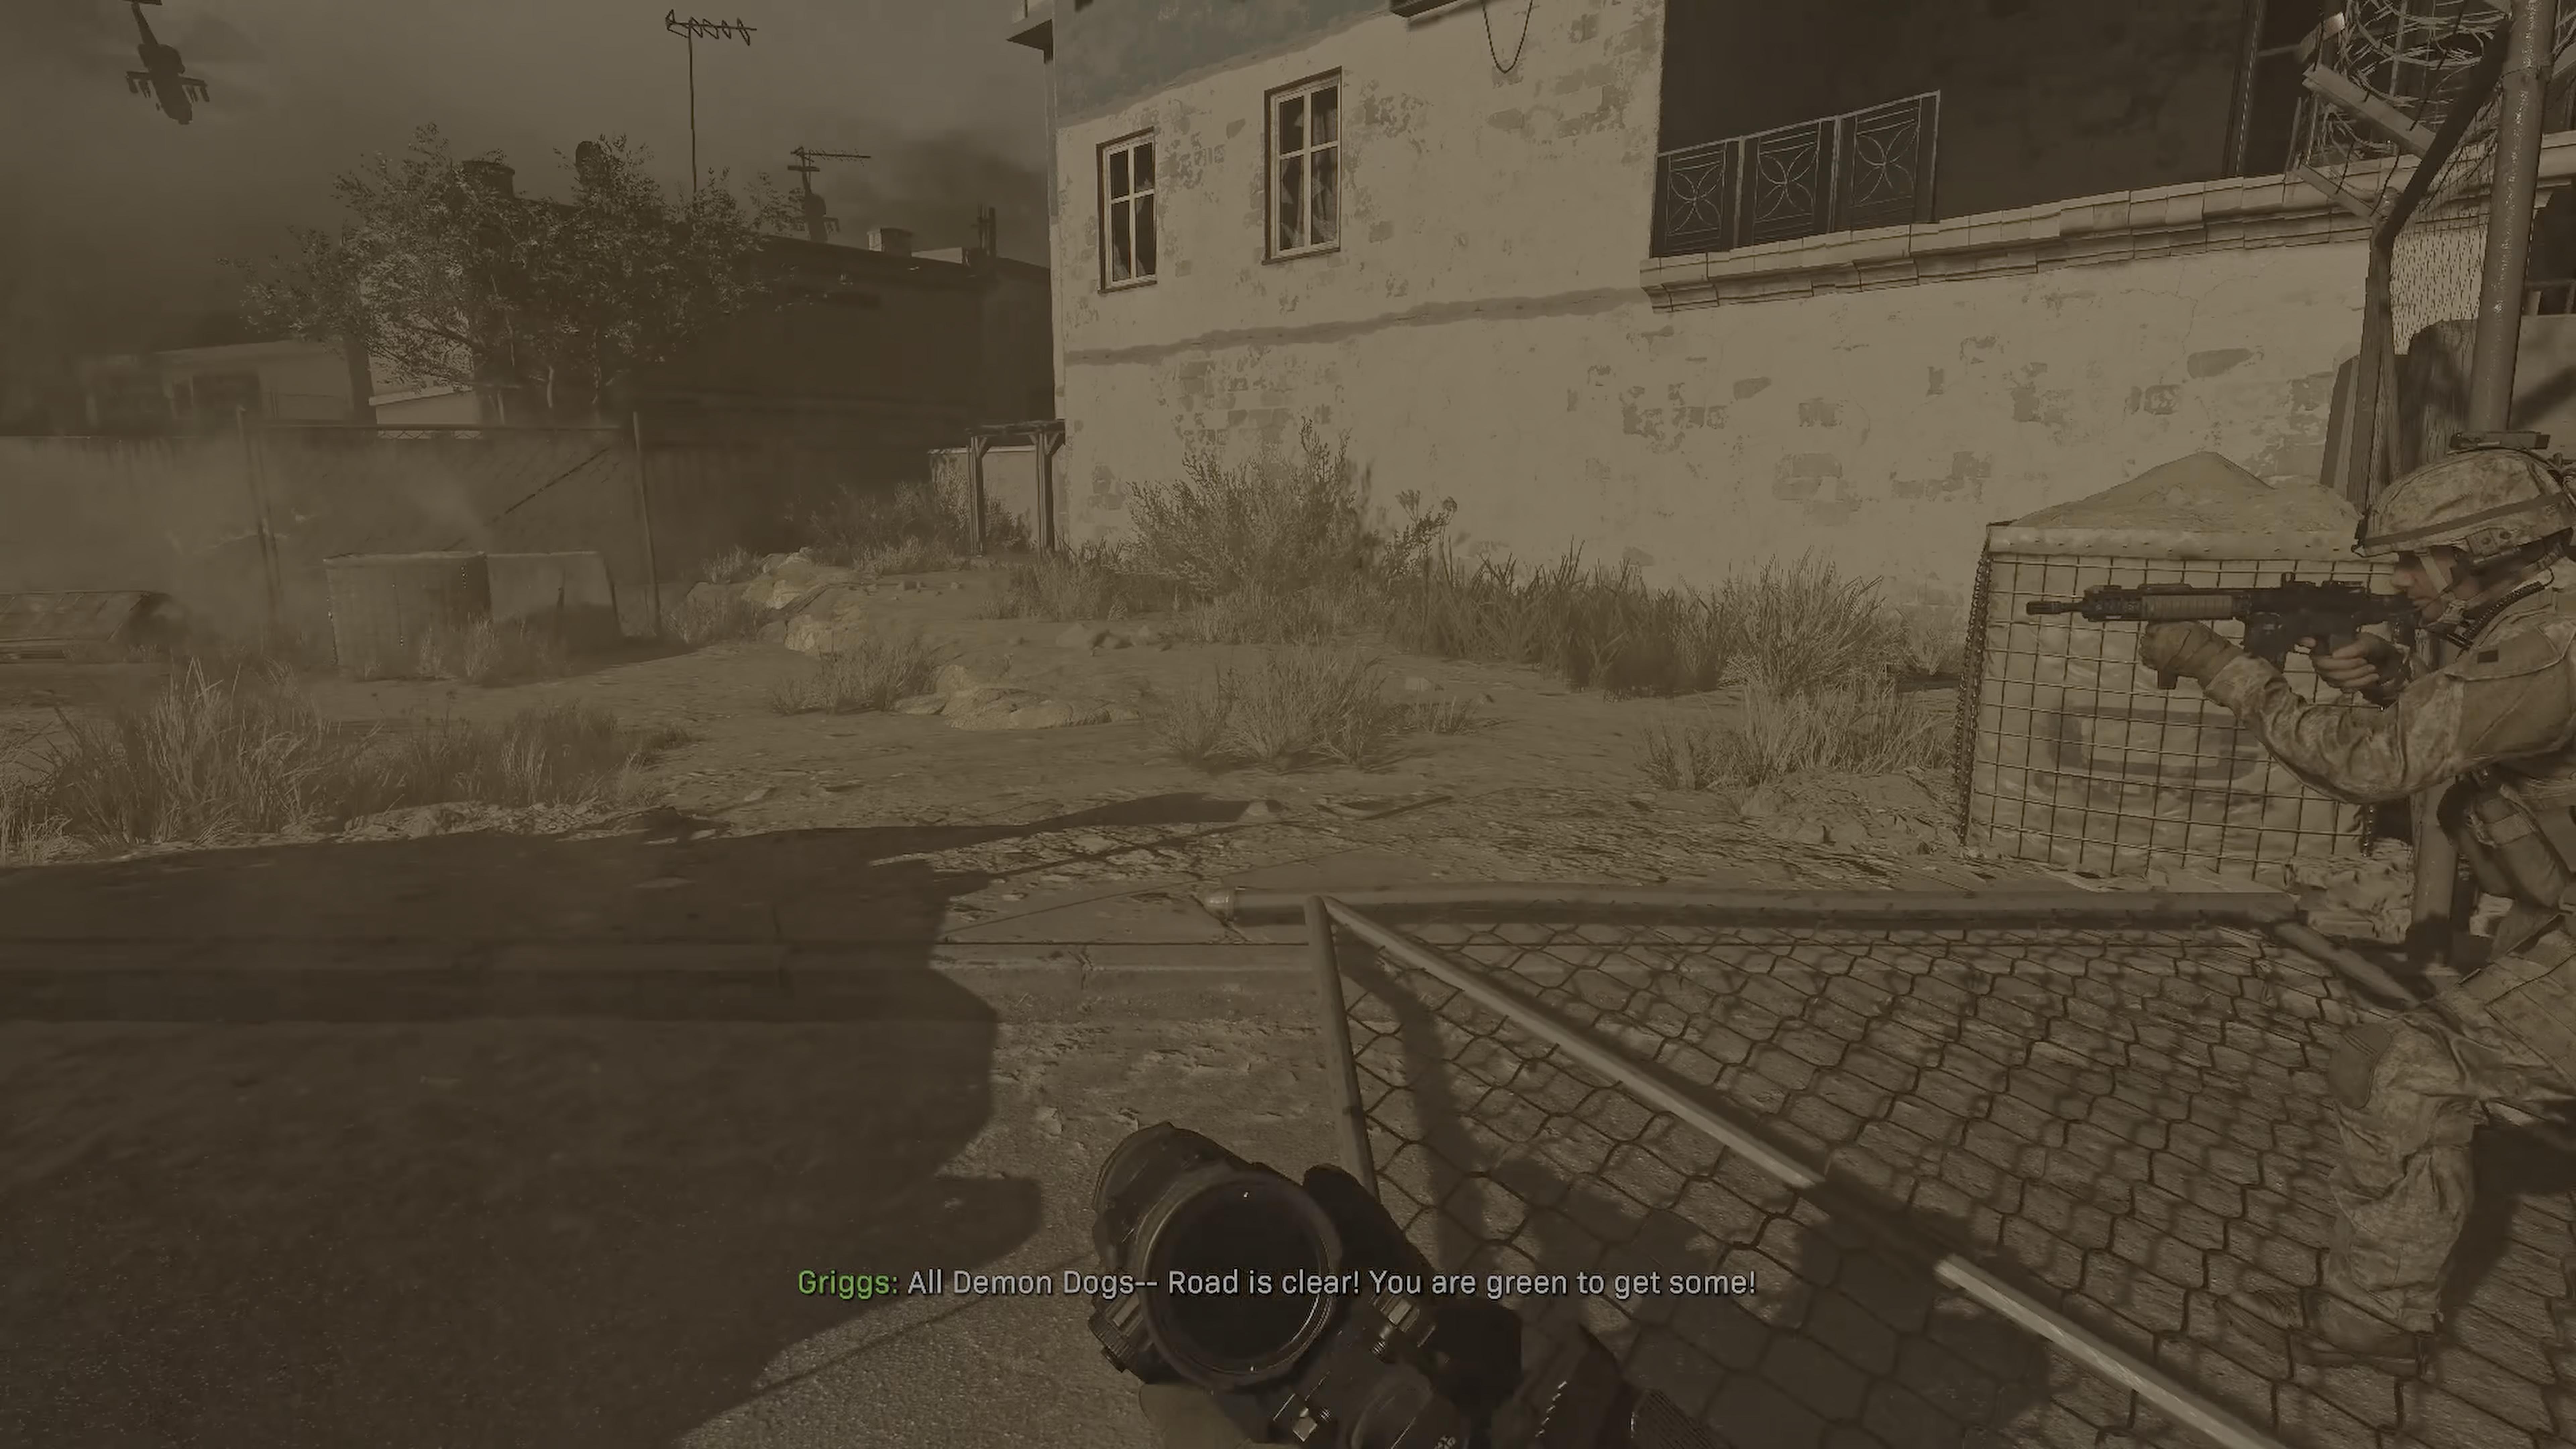 Griggs: All Demon Dogs-- Road is clear! You are green to get some!